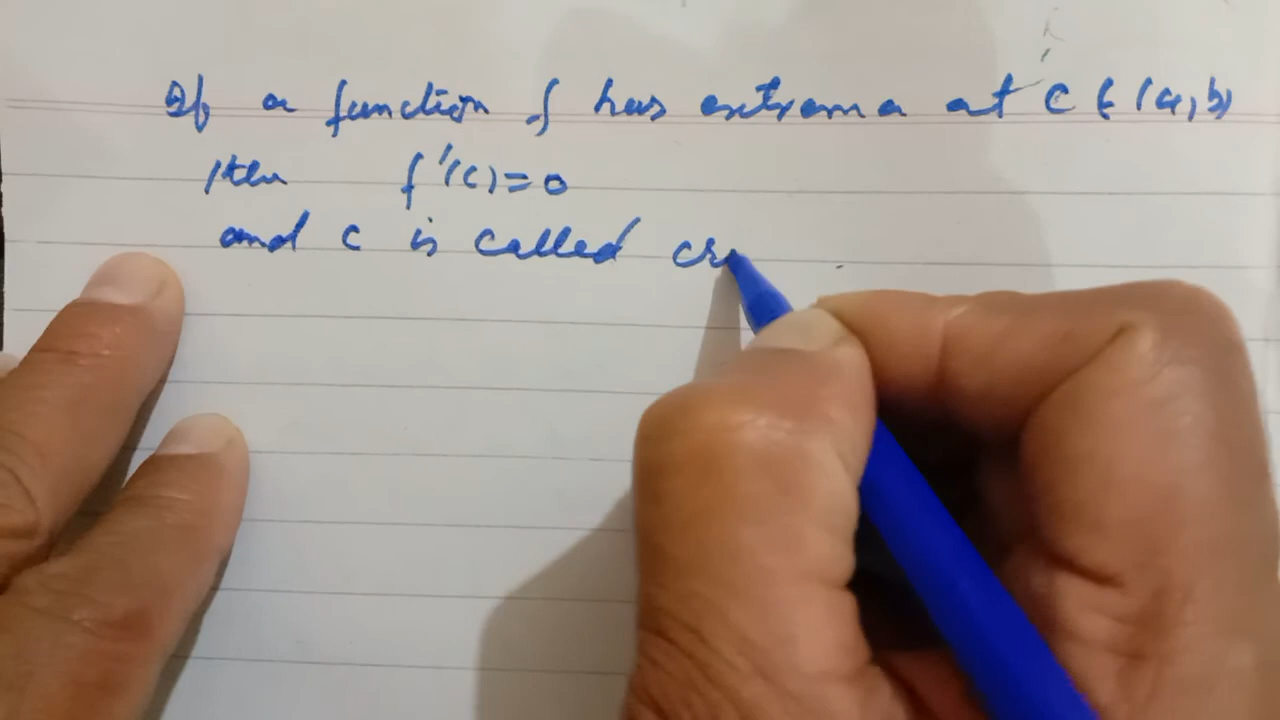 If a function f has extrema at c ∈ (a, b)
then f'(c) = 0
and c is called cr